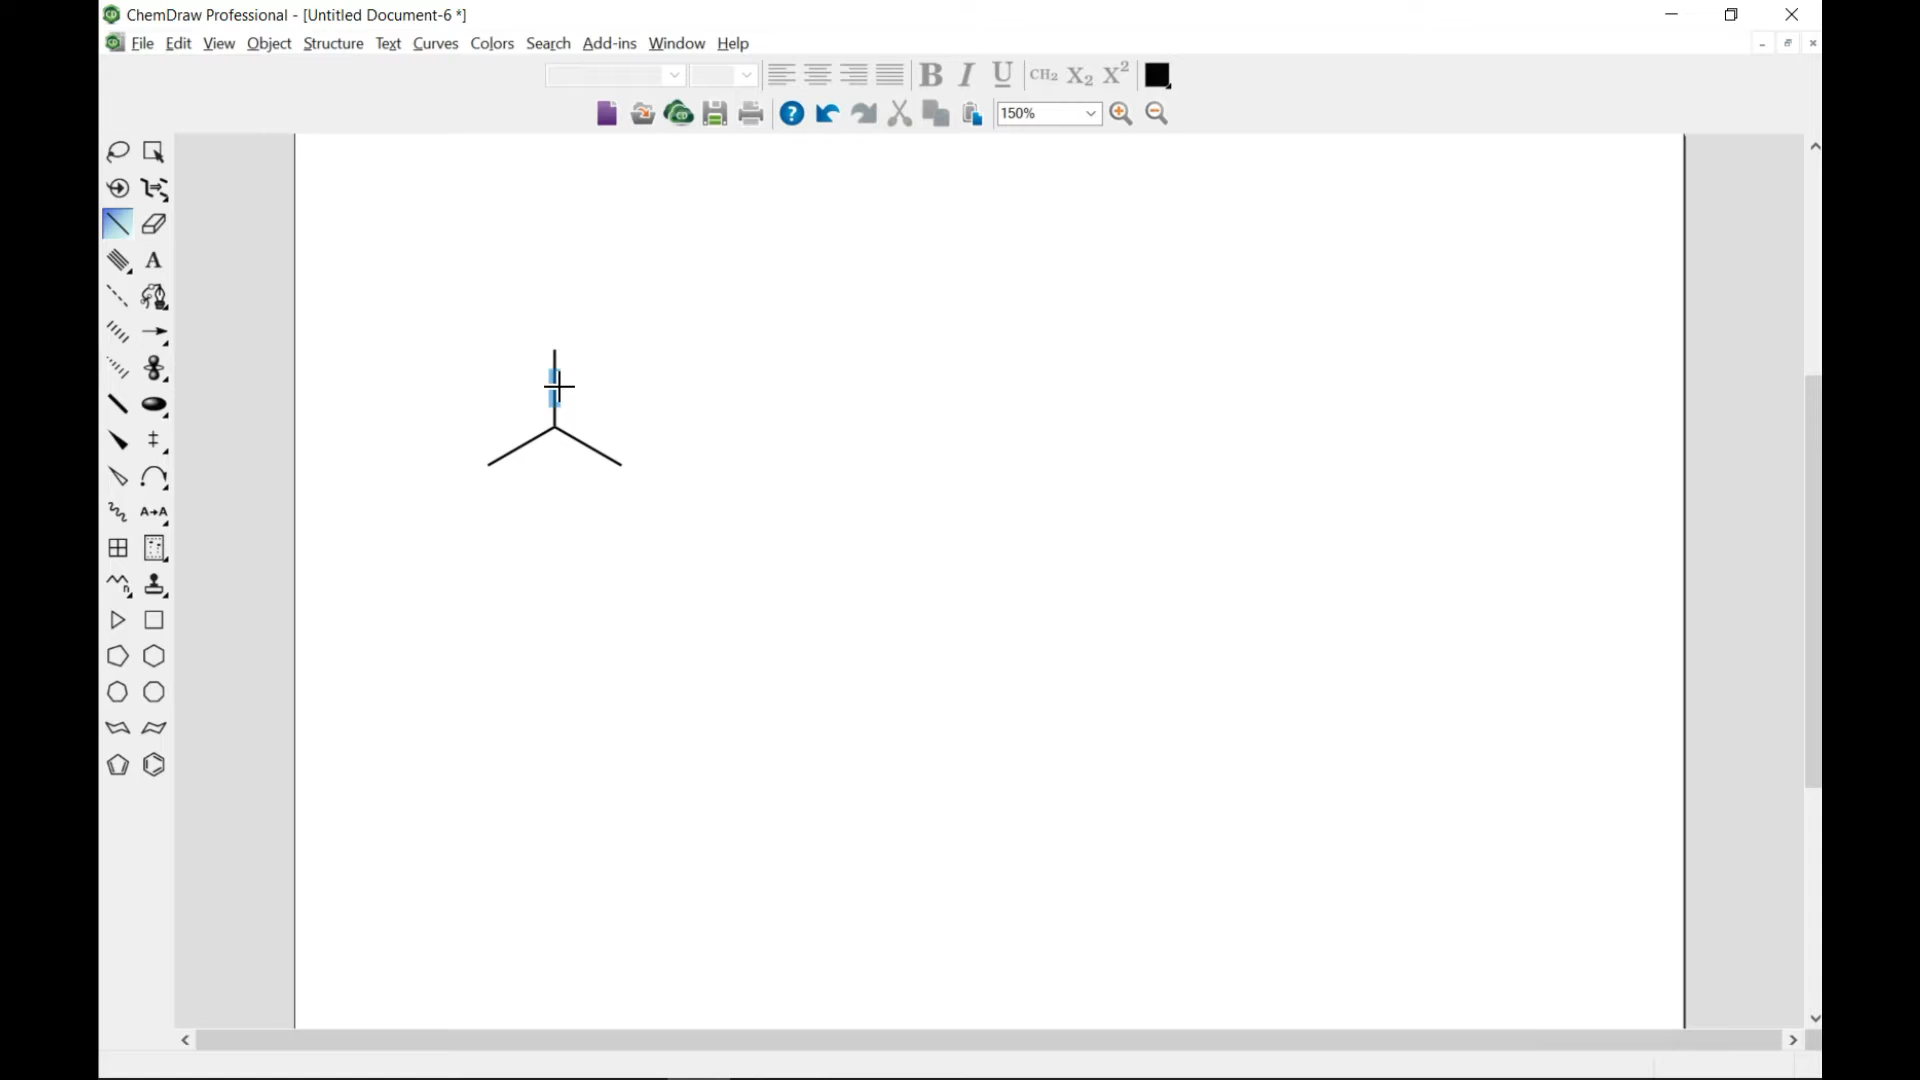 ChemDraw Professional - [Untitled Document-6 *]
File Edit View Object Structure Text Curves Colors Search Add-ins Window Help
B I U CH₂ X₂ X²
150%
A
A→A
n